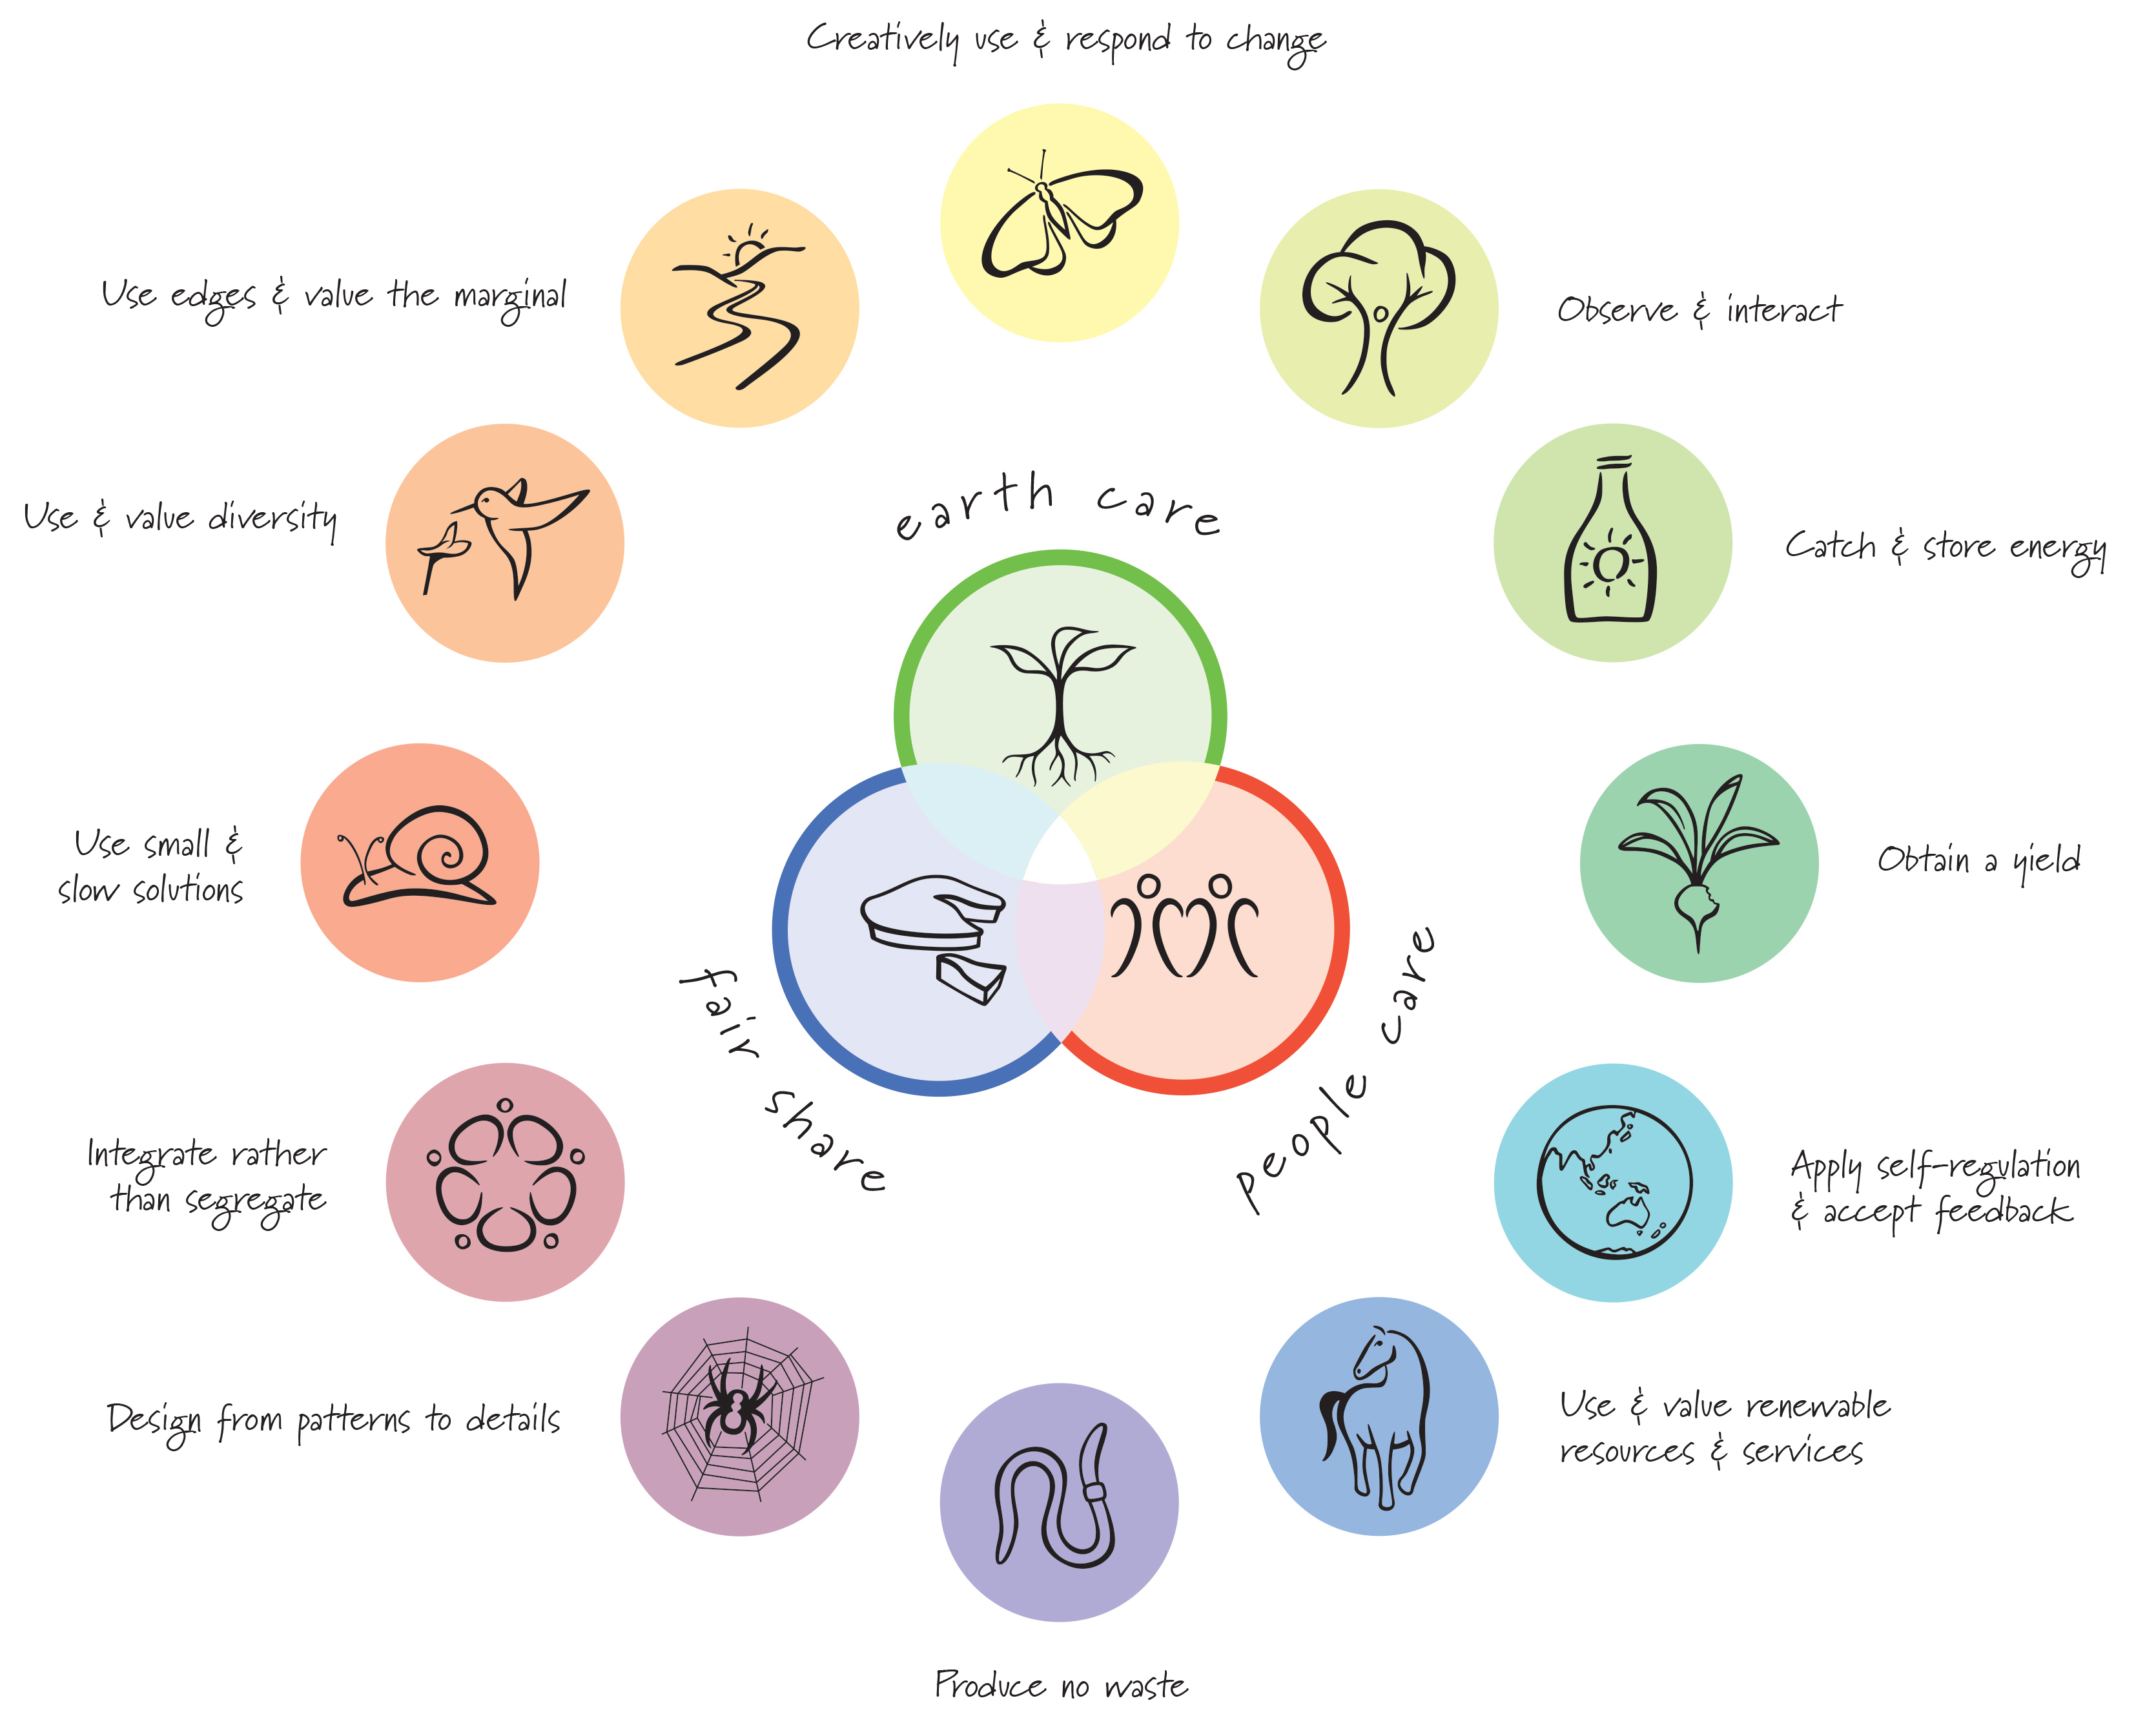 Creatively use & respond to change
Observe & interact
Catch & store energy
Obtain a yield
Apply self-regulation
& accept feedback
Use & value renewable
resources & services
Produce no waste
Design from patterns to details
Integrate rather
than segregate
Use small &
slow solutions
Use & value diversity
Use edges & value the marginal
earth care
people care
fair share